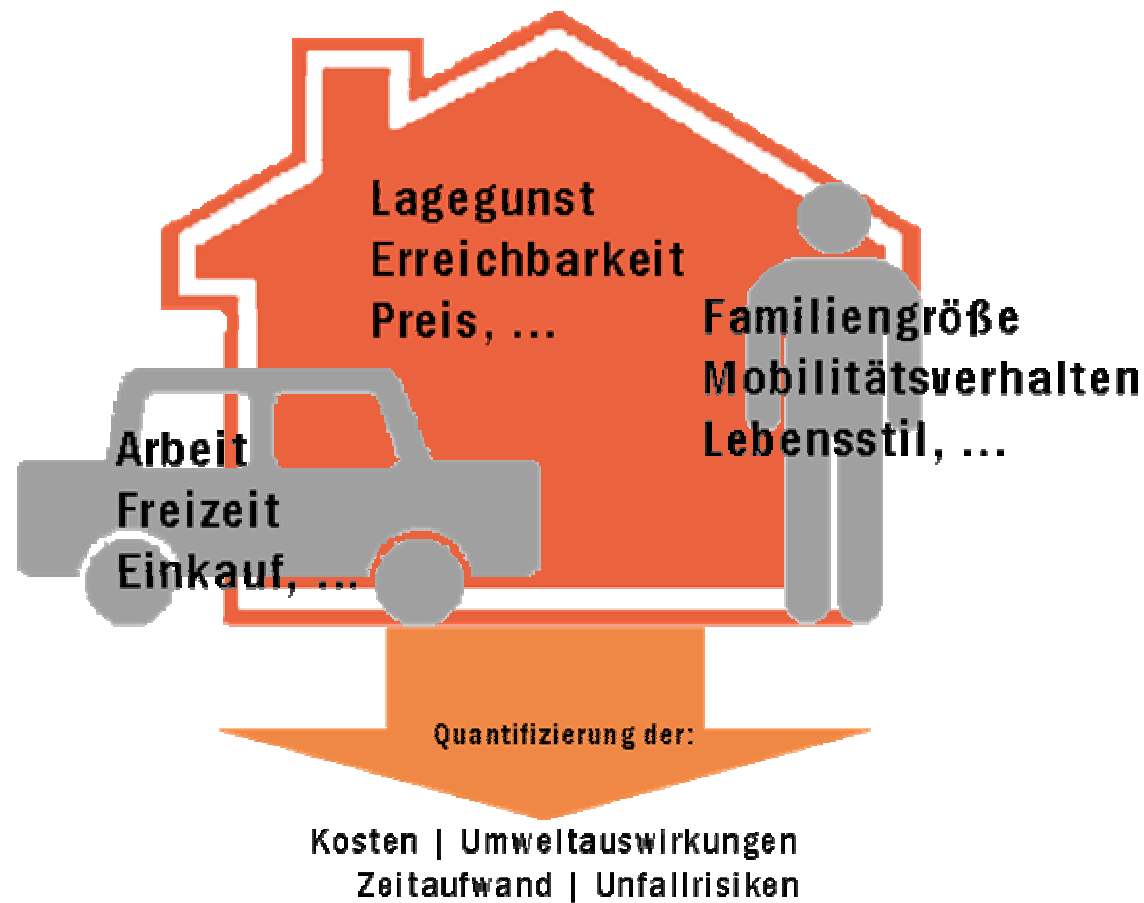 Lagegunst
Erreichbarkeit
Preis, ...
Familiengröße
Mobilitätsverhalten
Lebensstil, ...
Arbeit
Freizeit
Einkauf, ...
Quantifizierung der:
Kosten | Umweltauswirkungen
Zeitaufwand | Unfallrisiken